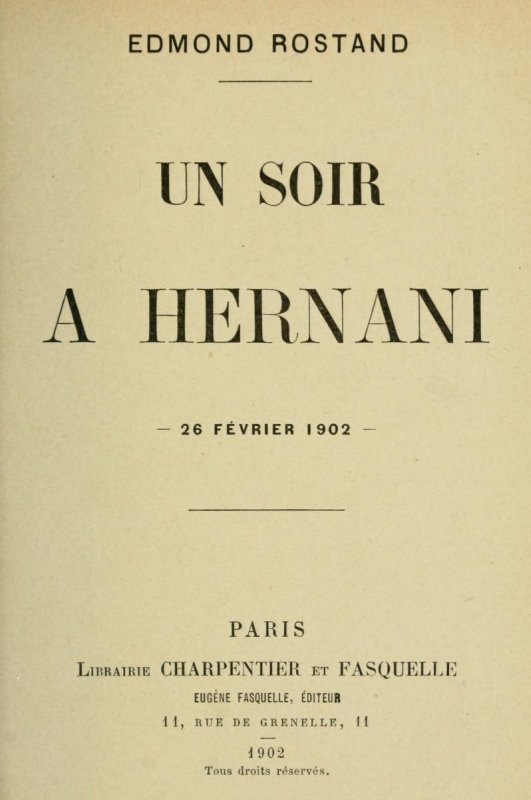 EDMOND ROSTAND
UN SOIR
A HERNANI
— 26 FÉVRIER 1902 —
PARIS
LIBRAIRIE CHARPENTIER ET FASQUELLE
EUGÈNE FASQUELLE, ÉDITEUR
11, RUE DE GRENELLE, 11
1902
Tous droits réservés.